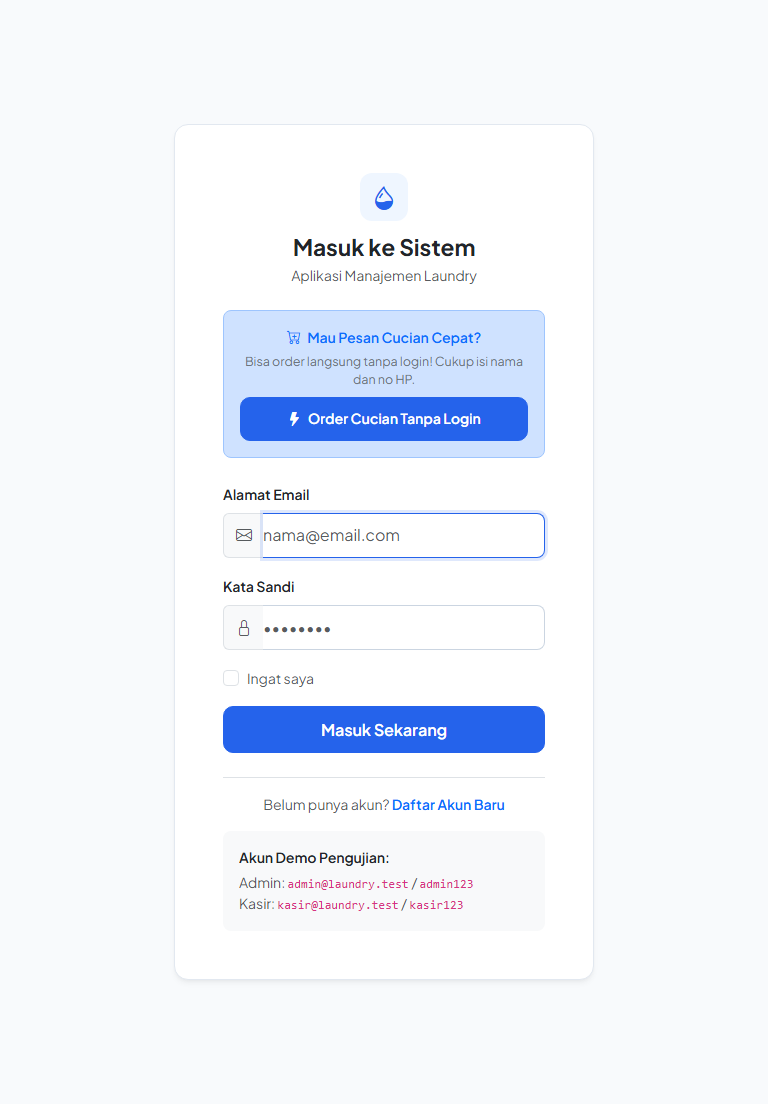 Masuk ke Sistem
Aplikasi Manajemen Laundry
Mau Pesan Cucian Cepat?
Bisa order langsung tanpa login! Cukup isi nama
dan no HP.
Order Cucian Tanpa Login
Alamat Email
nama@email.com
Kata Sandi
••••••••
Ingat saya
Masuk Sekarang
Belum punya akun? Daftar Akun Baru
Akun Demo Pengujian:
Admin: admin@laundry.test / admin123
Kasir: kasir@laundry.test / kasir123